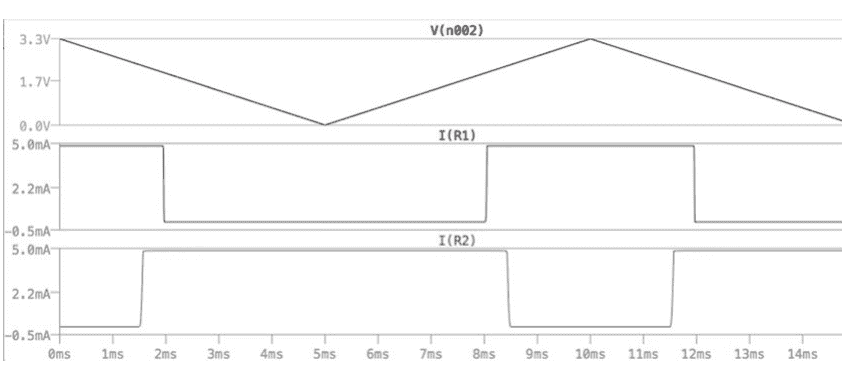 V(n002)
3.3V
1.7V
0.0V
I(R1)
5.0mA
2.2mA
-0.5mA
I(R2)
5.0mA
2.2mA
-0.5mA
0ms 1ms 2ms 3ms 4ms 5ms 6ms 7ms 8ms 9ms 10ms 11ms 12ms 13ms 14ms